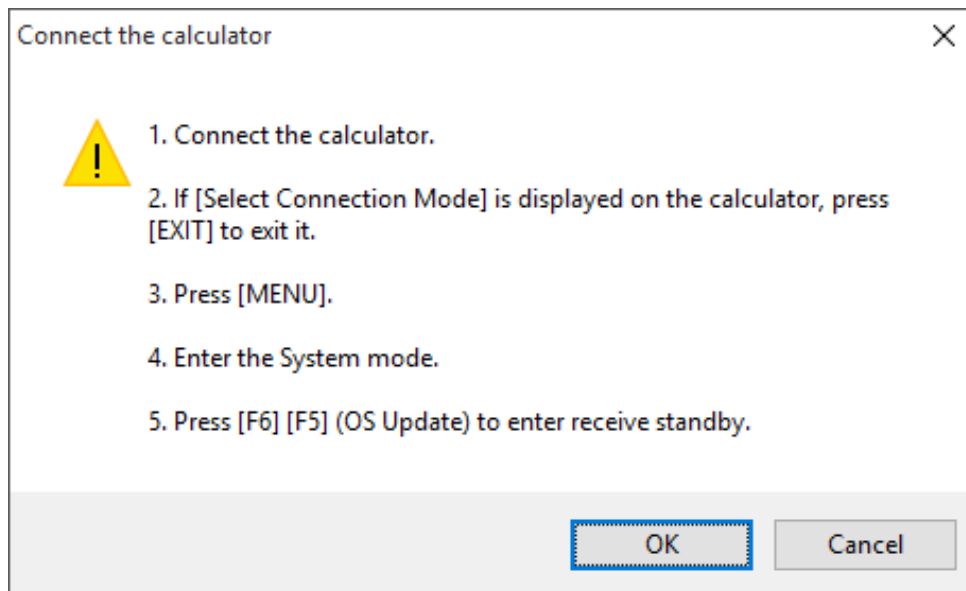 Connect the calculator
1. Connect the calculator.
2. If [Select Connection Mode] is displayed on the calculator, press
[EXIT] to exit it.
3. Press [MENU].
4. Enter the System mode.
5. Press [F6] [F5] (OS Update) to enter receive standby.
OK
Cancel